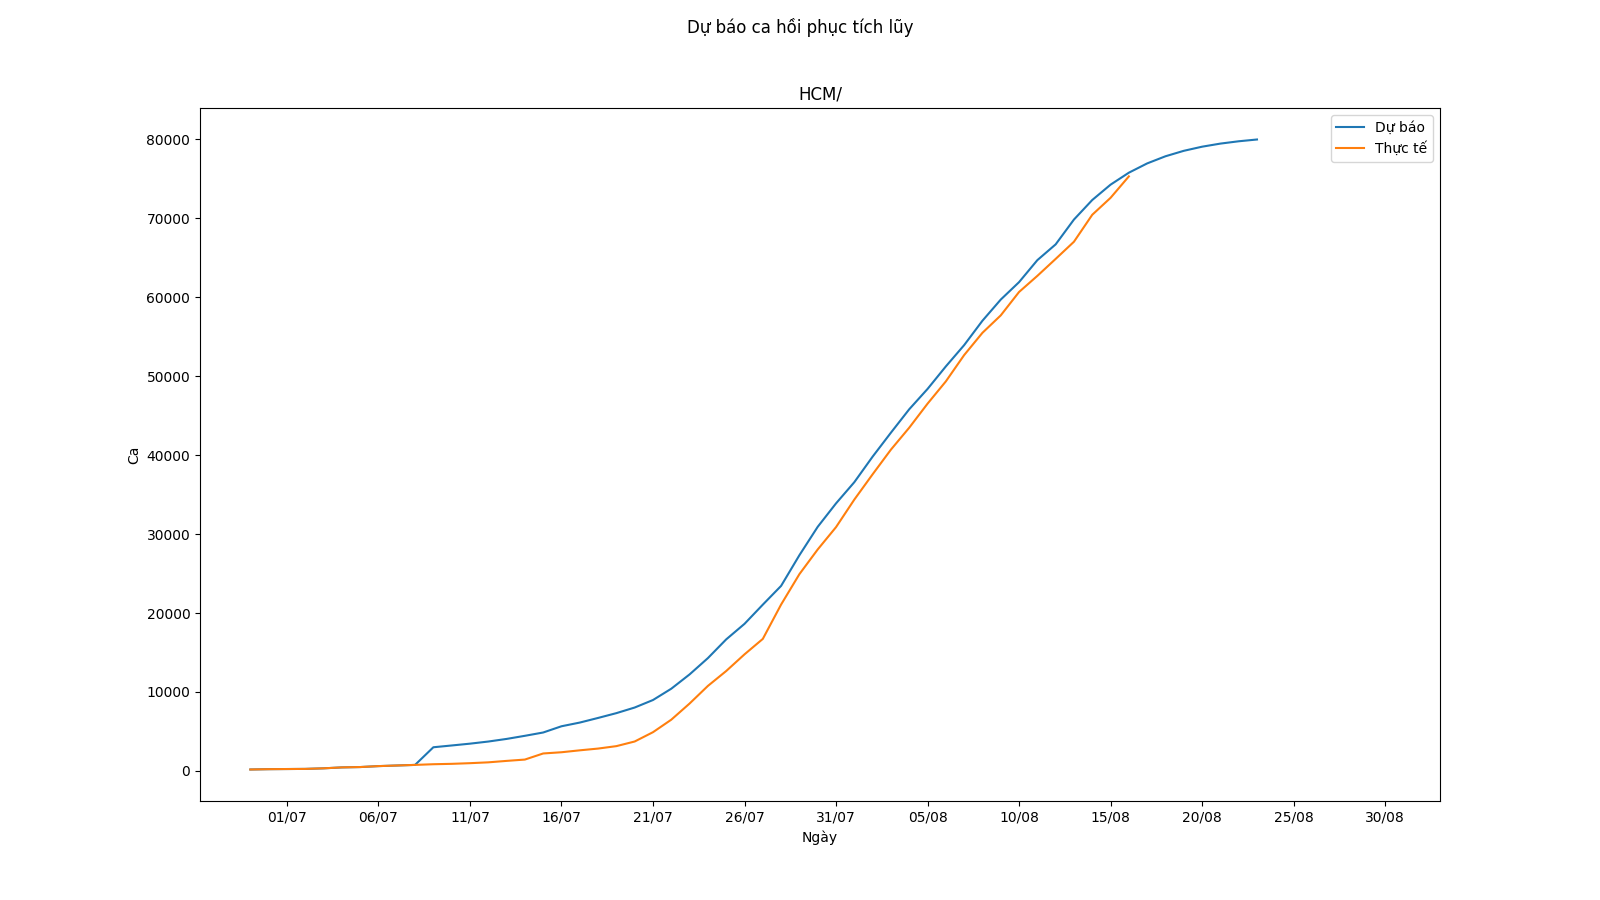 Dự báo ca hồi phục tích lũy
HCM/
Dự báo
Thực tế
80000
70000
60000
50000
40000
30000
20000
10000
0
Ca
01/07 06/07 11/07 16/07 21/07 26/07 31/07 05/08 10/08 15/08 20/08 25/08 30/08
Ngày